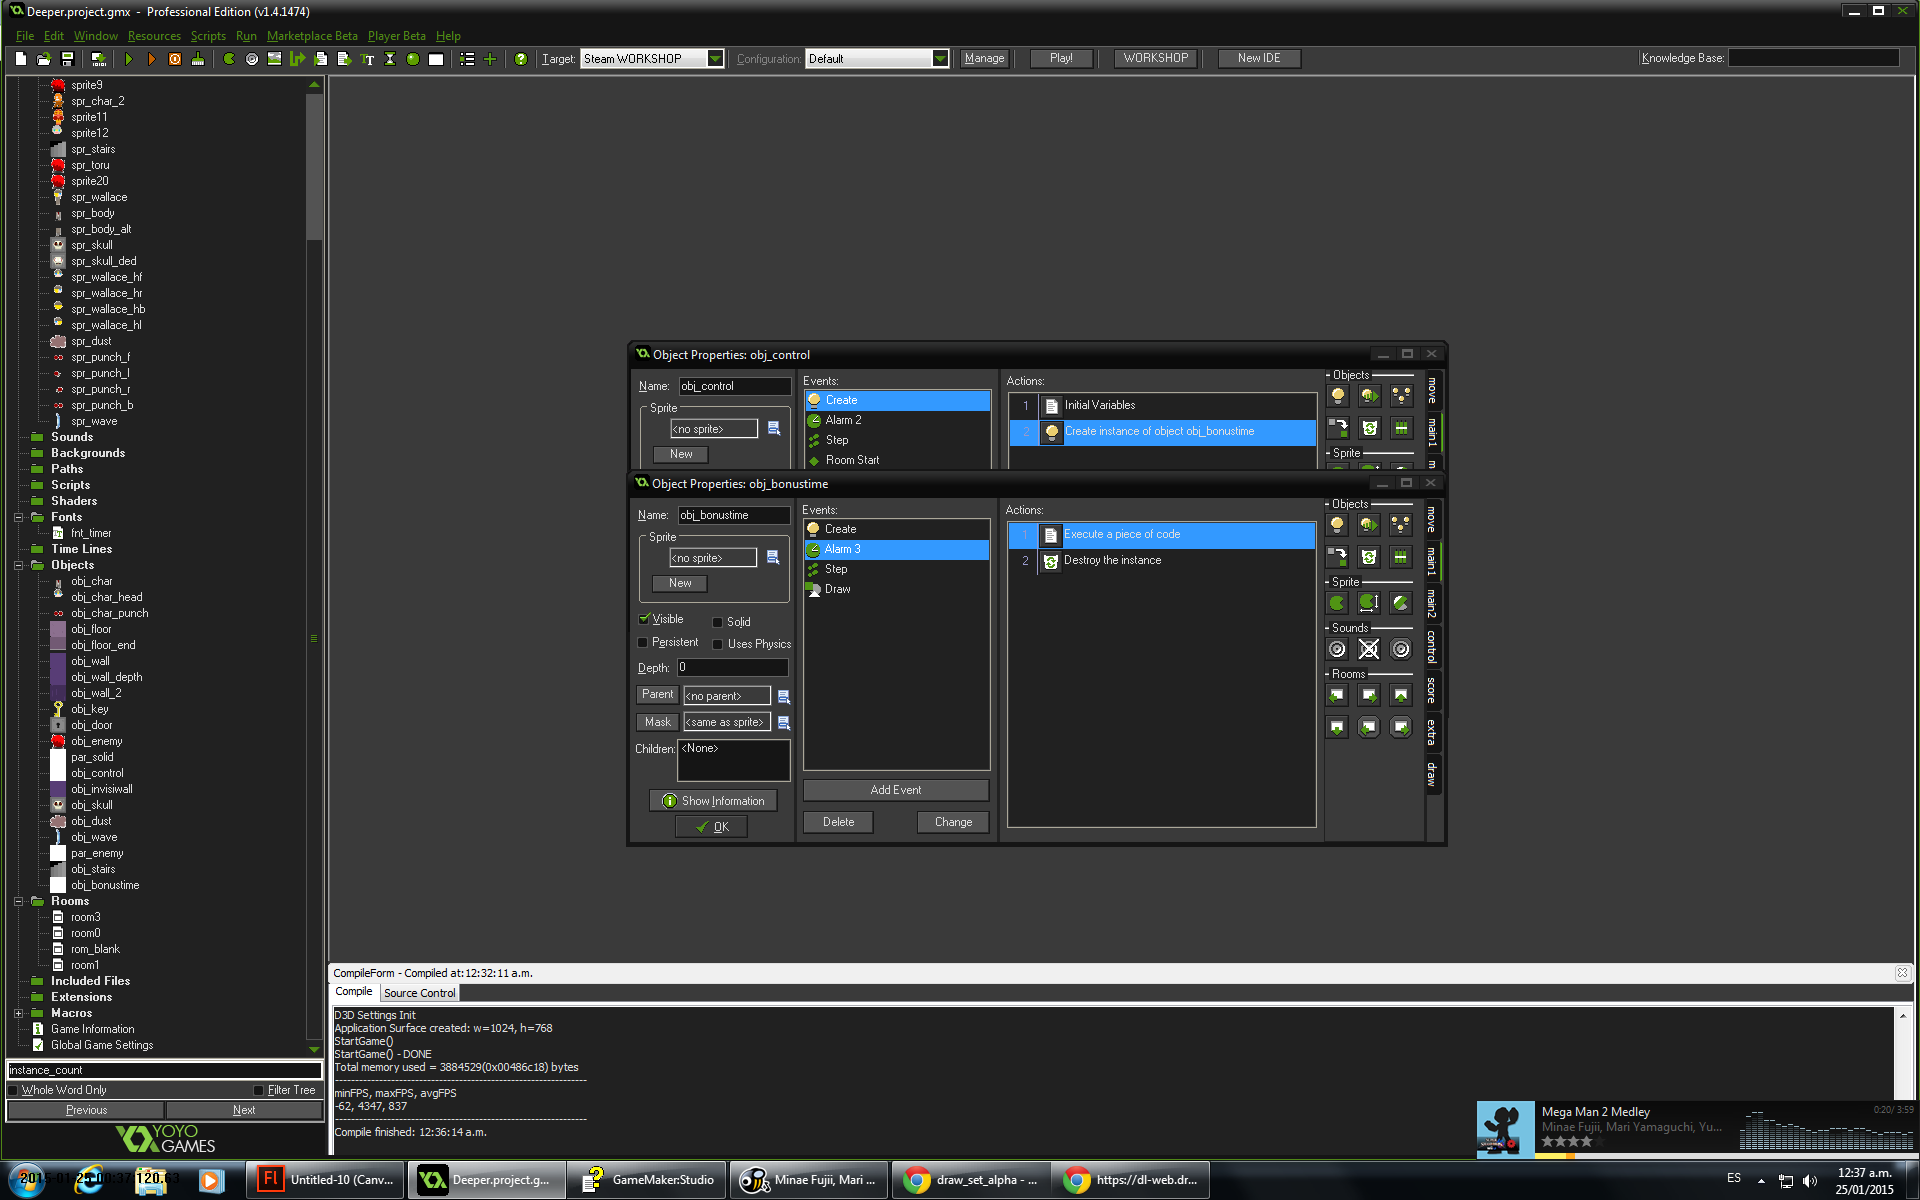 Deeper.project.gmx - Professional Edition (v1.4.1474)
File Edit Window Resources Scripts Run Marketplace Beta Player Beta Help
Target: Steam WORKSHOP Configuration: Default Manage Play! WORKSHOP New IDE Knowledge Base:
sprite9
spr_char_2
sprite11
sprite12
spr_stairs
spr_toru
sprite20
spr_wallace
spr_body
spr_body_alt
spr_skull
spr_skull_ded
spr_wallace_hf
spr_wallace_hr
spr_wallace_hb
spr_wallace_hl
spr_dust
spr_punch_f
spr_punch_l
spr_punch_r
spr_punch_b
spr_wave
Sounds
Backgrounds
Paths
Scripts
Shaders
Fonts
fnt_timer
Time Lines
Objects
obj_char
obj_char_head
obj_char_punch
obj_floor
obj_floor_end
obj_wall
obj_wall_depth
obj_wall_2
obj_key
obj_door
obj_enemy
par_solid
obj_control
obj_invisiwall
obj_skull
obj_dust
obj_wave
par_enemy
obj_stairs
obj_bonustime
Rooms
room3
room0
rom_blank
room1
Included Files
Extensions
Macros
Game Information
Global Game Settings
instance_count
Whole Word Only Filter Tree
Previous Next
YOYO
GAMES
Object Properties: obj_control
Name: obj_control
Sprite
<no sprite>
New
Events:
Create
Alarm 2
Step
Room Start
Actions:
1 Initial Variables
2 Create instance of object obj_bonustime
Objects
Sprite
move
main1
Object Properties: obj_bonustime
Name: obj_bonustime
Sprite
<no sprite>
New
Visible Solid
Persistent Uses Physics
Depth: 0
Parent <no parent>
Mask <same as sprite>
Children: <None>
Show Information
OK
Events:
Create
Alarm 3
Step
Draw
Add Event
Delete Change
Actions:
1 Execute a piece of code
2 Destroy the instance
Objects
Sprite
Sounds
Rooms
move
main1
main2
control
score
extra
draw
CompileForm - Compiled at:12:32:11 a.m.
Compile Source Control
D3D Settings Init
Application Surface created: w=1024, h=768
StartGame()
StartGame() - DONE
Total memory used = 3884529(0x00486c18) bytes
minFPS, maxFPS, avgFPS
-62, 4347, 837
Compile finished: 12:36:14 a.m.
Mega Man 2 Medley
Minae Fujii, Mari Yamaguchi, Yu...
0:20/ 3:59
2015-01-25 00:37:120.63
Untitled-10 (Canv...
Deeper.project.g...
GameMaker:Studio
Minae Fujii, Mari ...
draw_set_alpha - ...
https://dl-web.dr...
ES
12:37 a.m.
25/01/2015